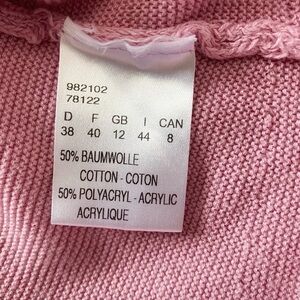 982102
78122
D F GB I CAN
38 40 12 44 8
50% BAUMWOLLE
COTTON - COTON
50% POLYACRYL - ACRYLIC
ACRYLIQUE